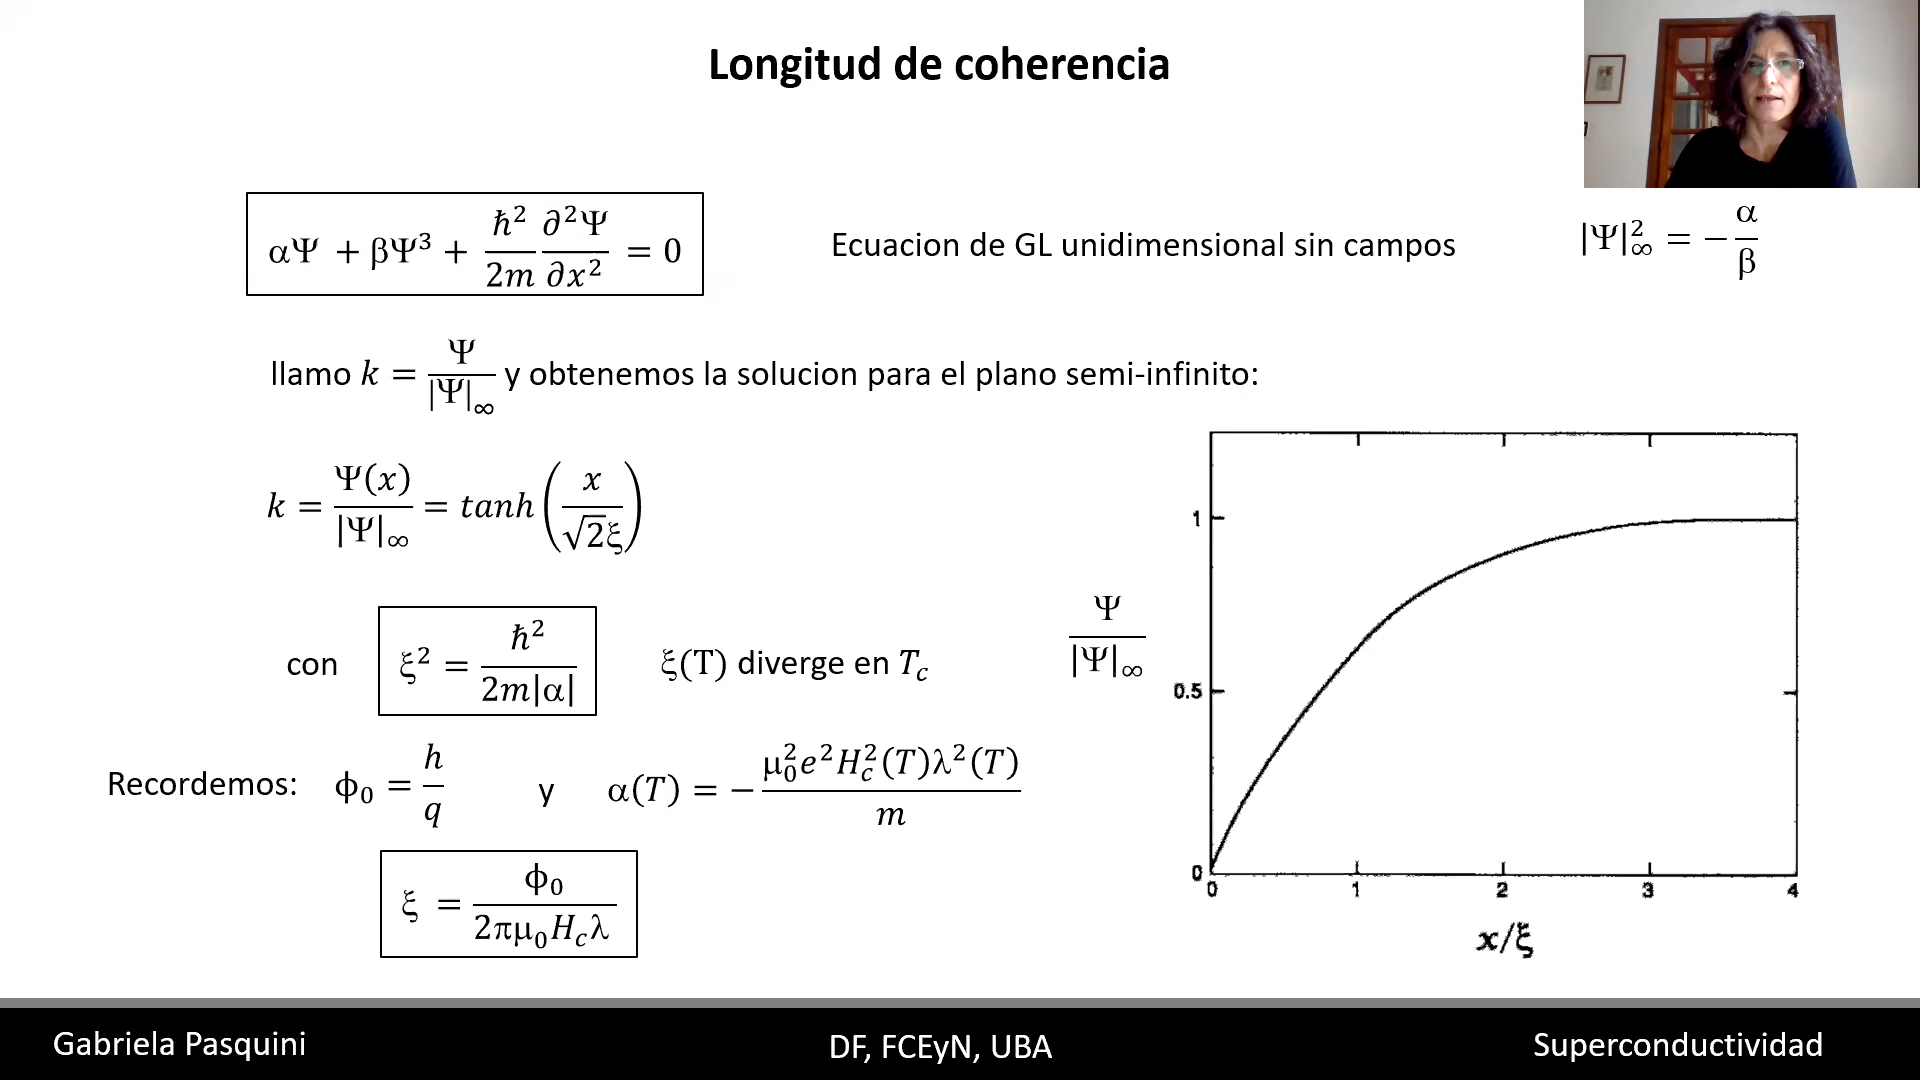 Longitud de coherencia
αΨ + βΨ³ + ℏ²/2m ∂²Ψ/∂x² = 0
Ecuacion de GL unidimensional sin campos
|Ψ|²∞ = − α/β
llamo k = Ψ/|Ψ|∞ y obtenemos la solucion para el plano semi-infinito:
k = Ψ(x)/|Ψ|∞ = tanh(x/√2ξ)
con ξ² = ℏ²/2m|α| ξ(T) diverge en Tc
Recordemos: ϕ₀ = h/q y α(T) = − μ₀²e²Hc²(T)λ²(T)/m
ξ = ϕ₀/2πμ₀Hcλ
Ψ/|Ψ|∞
1
0.5
0
0 1 2 3 4
x/ξ
Gabriela Pasquini
DF, FCEyN, UBA
Superconductividad